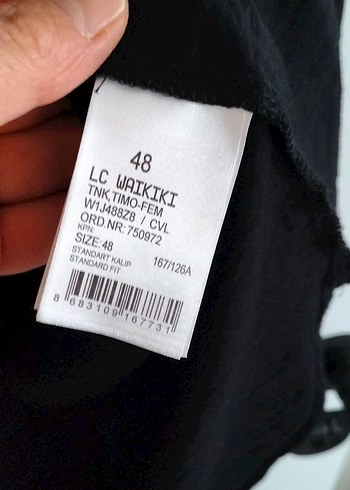 48
LC WAIKIKI
TNK,TIMO-FEM
W1J488Z8 / CVL
ORD.NR: 750972
KPN:
SIZE: 48
167/126A
STANDART KALIP
STANDARD FIT
8 683109 167731